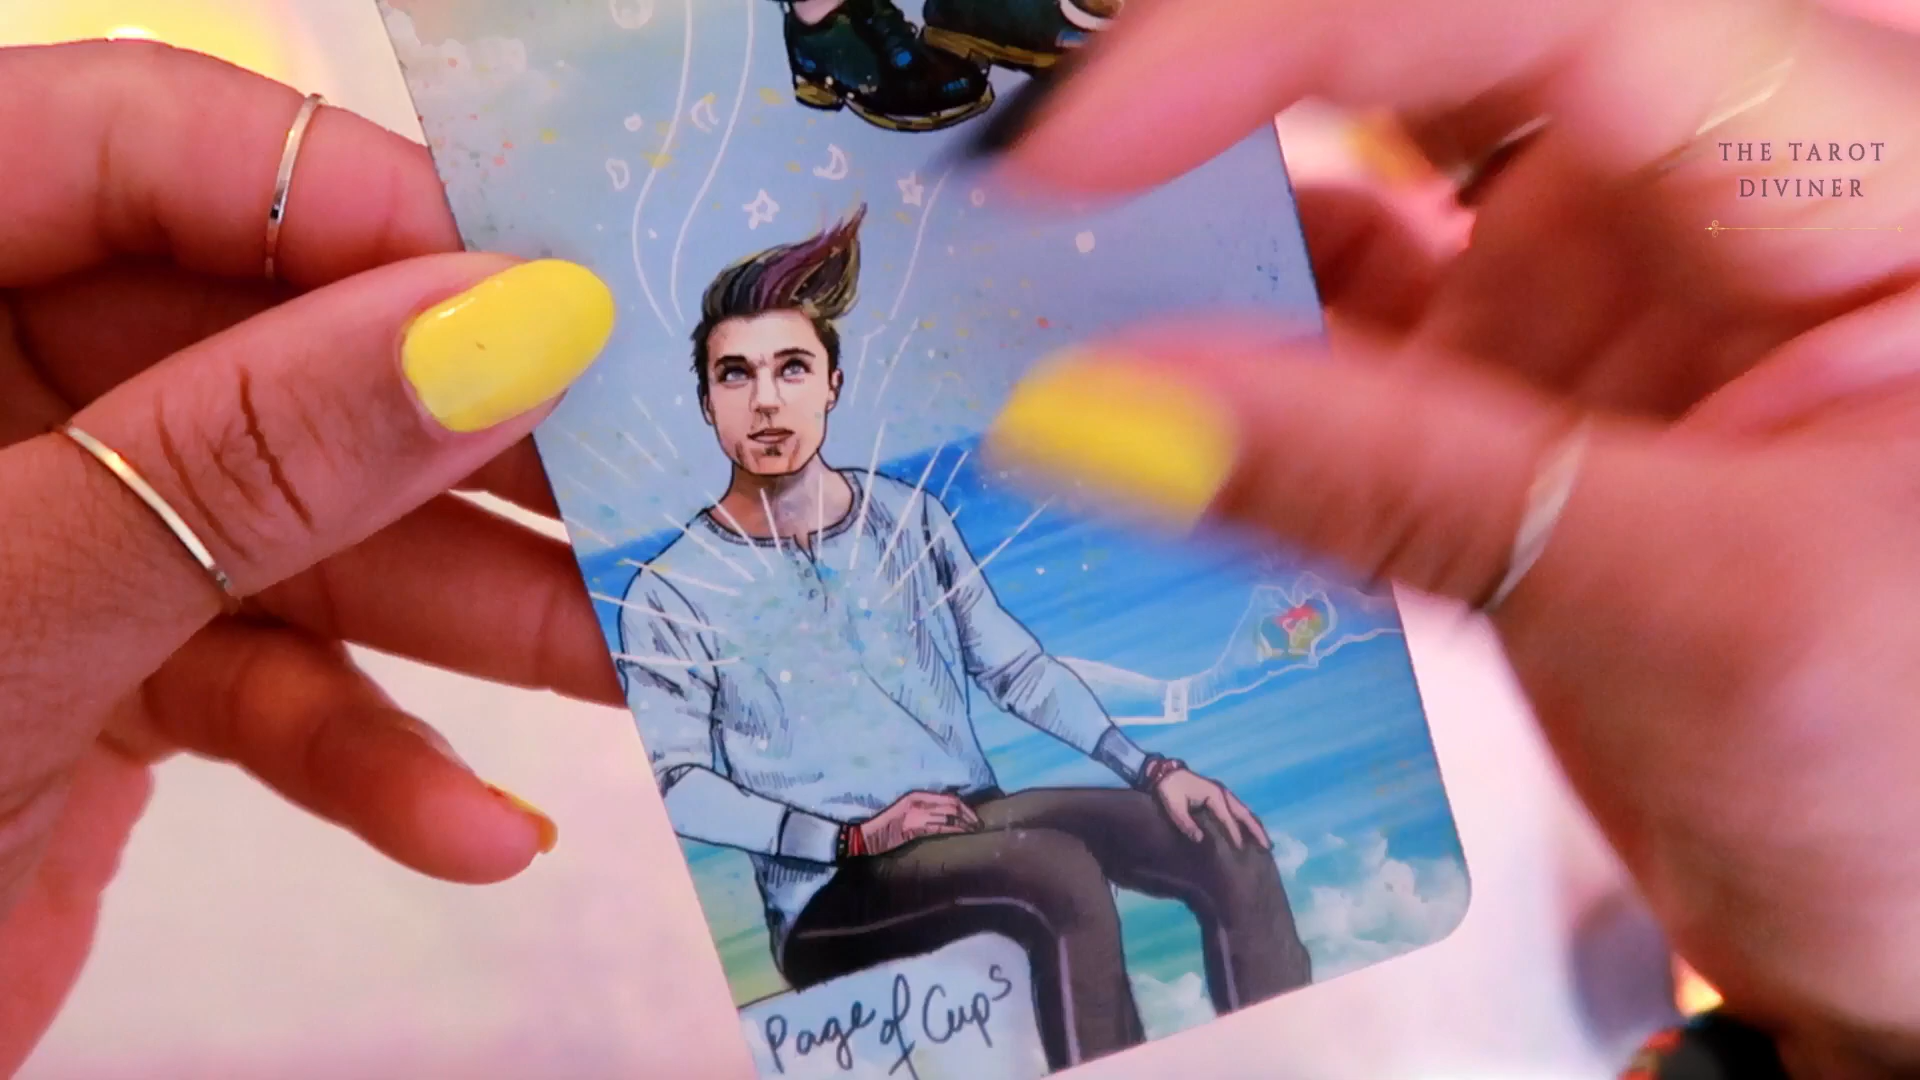 THE TAROT
DIVINER
Page of Cups